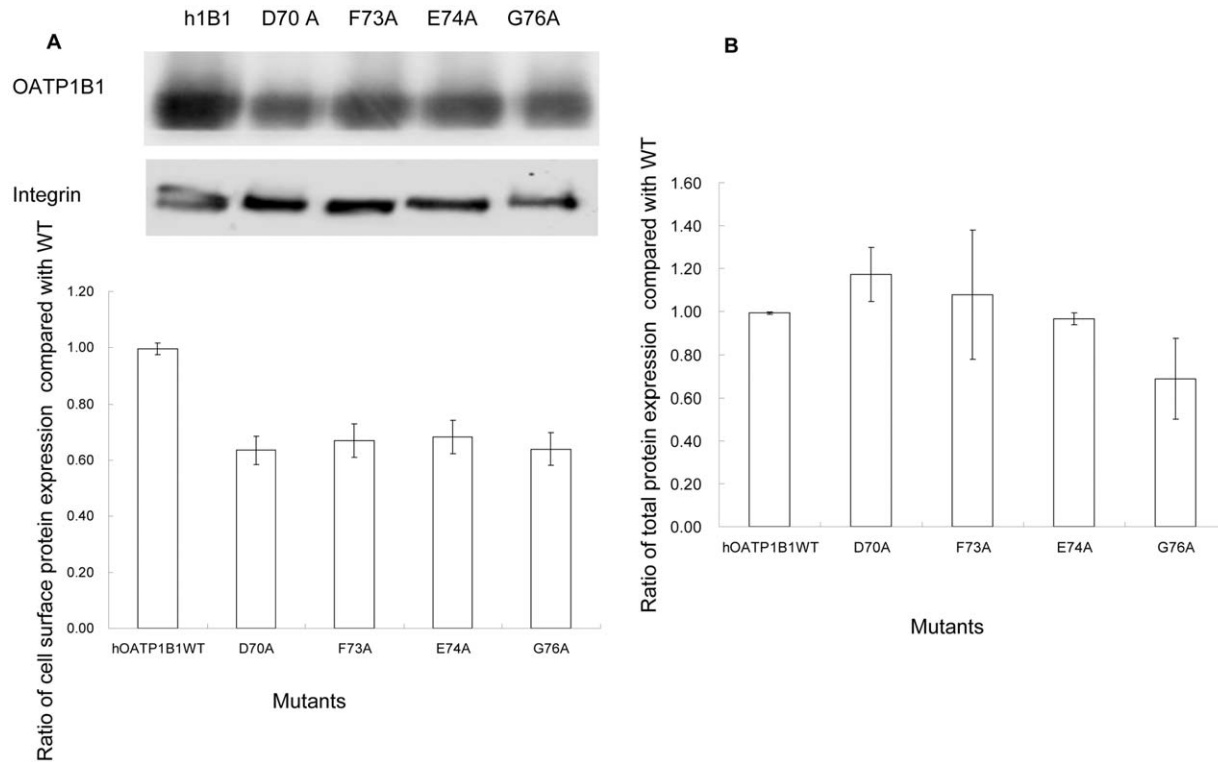 h1B1 D70 A F73A E74A G76A
A
B
OATP1B1
Integrin
Ratio of cell surface protein expression compared with WT
1.20
1.00
0.80
0.60
0.40
0.20
0.00
hOATP1B1WT D70A F73A E74A G76A
Mutants
Ratio of total protein expression compared with WT
1.60
1.40
1.20
1.00
0.80
0.60
0.40
0.20
0.00
hOATP1B1WT D70A F73A E74A G76A
Mutants